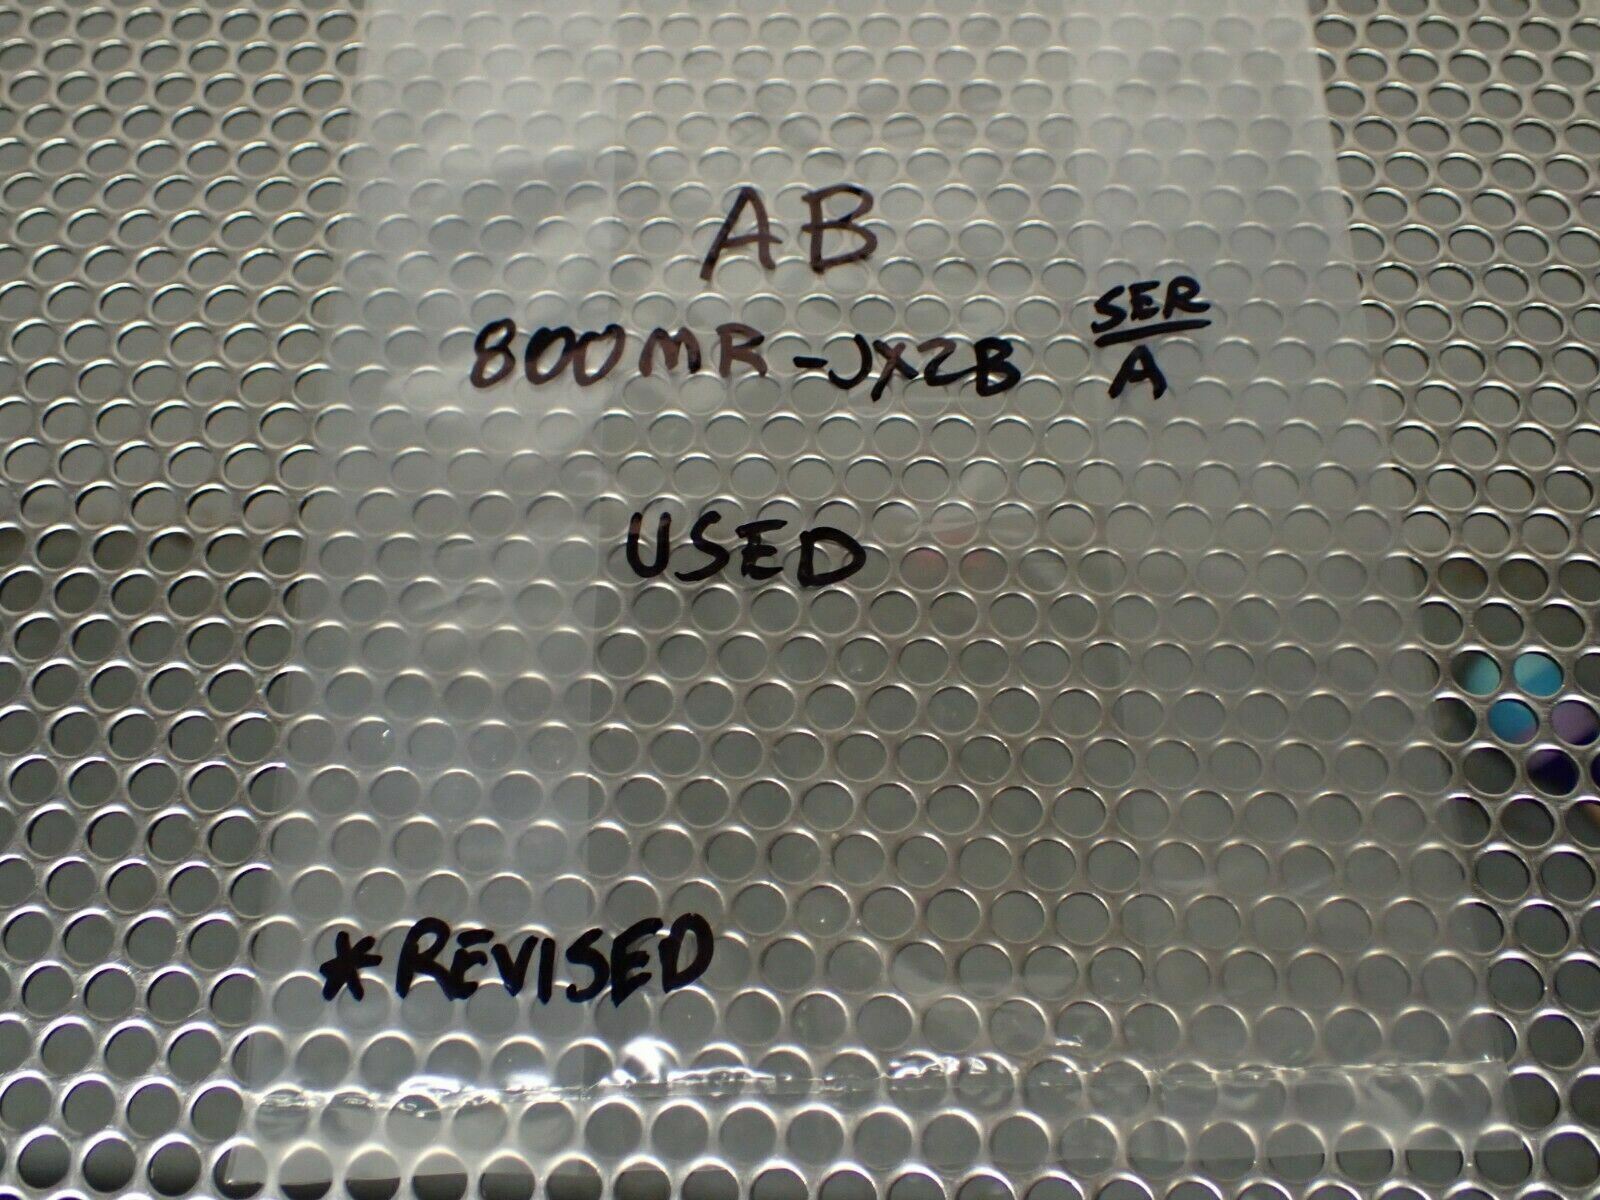 AB
800MR-JX2B SER
A
USED
*REVISED